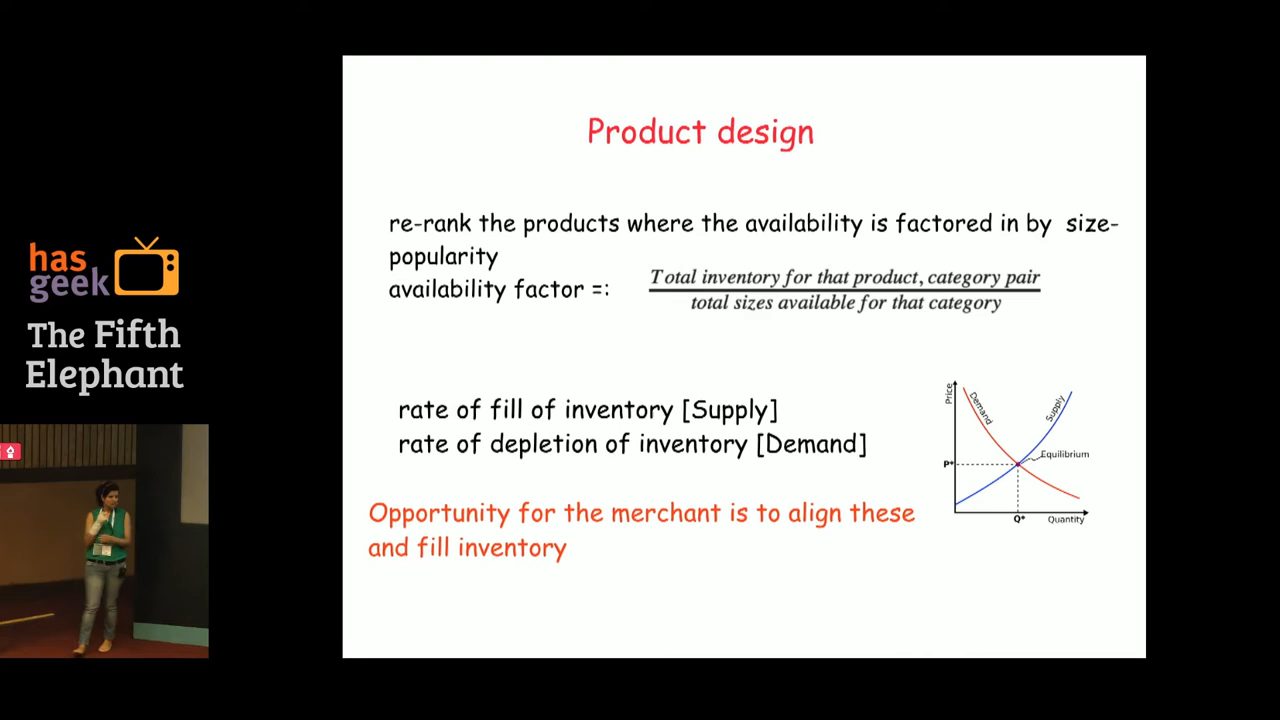 has
geek
The Fifth
Elephant
Product design
re-rank the products where the availability is factored in by size-
popularity
availability factor =:
Total inventory for that product, category pair
total sizes available for that category
rate of fill of inventory [Supply]
rate of depletion of inventory [Demand]
Opportunity for the merchant is to align these
and fill inventory
Price
Demand
Supply
Equilibrium
P*
Q*
Quantity